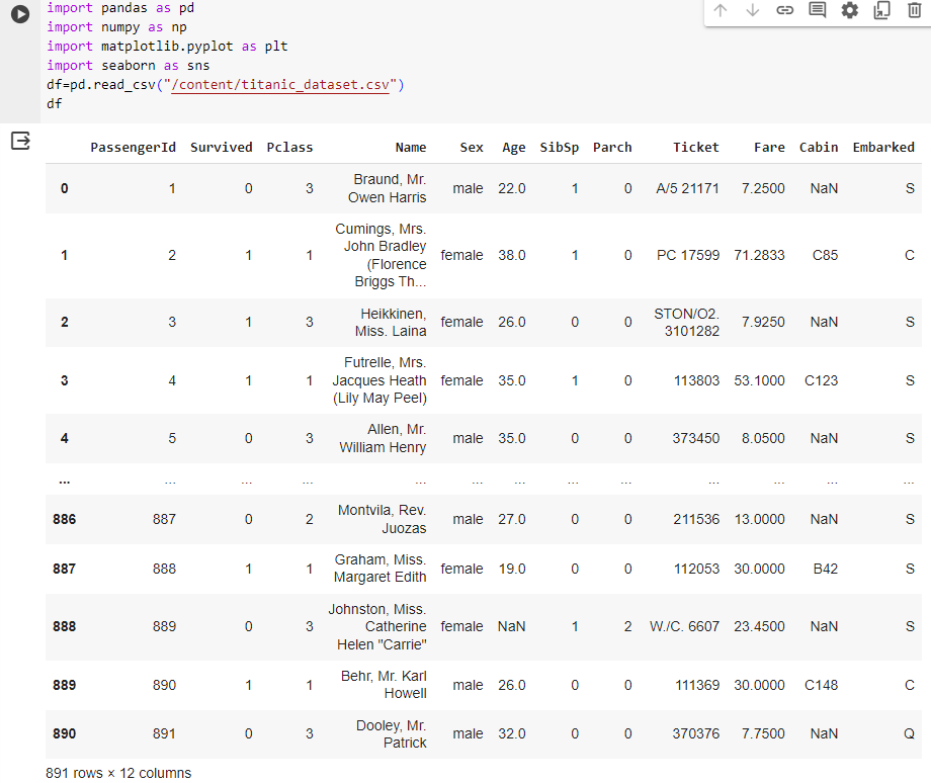 import pandas as pd
import numpy as np
import matplotlib.pyplot as plt
import seaborn as sns
df=pd.read_csv("/content/titanic_dataset.csv")
df
PassengerId Survived Pclass Name Sex Age SibSp Parch Ticket Fare Cabin Embarked
0 1 0 3 Braund, Mr. Owen Harris male 22.0 1 0 A/5 21171 7.2500 NaN S
1 2 1 1 Cumings, Mrs. John Bradley (Florence Briggs Th... female 38.0 1 0 PC 17599 71.2833 C85 C
2 3 1 3 Heikkinen, Miss. Laina female 26.0 0 0 STON/O2. 3101282 7.9250 NaN S
3 4 1 1 Futrelle, Mrs. Jacques Heath (Lily May Peel) female 35.0 1 0 113803 53.1000 C123 S
4 5 0 3 Allen, Mr. William Henry male 35.0 0 0 373450 8.0500 NaN S
... ... ... ... ... ... ... ... ... ... ... ... ...
886 887 0 2 Montvila, Rev. Juozas male 27.0 0 0 211536 13.0000 NaN S
887 888 1 1 Graham, Miss. Margaret Edith female 19.0 0 0 112053 30.0000 B42 S
888 889 0 3 Johnston, Miss. Catherine Helen "Carrie" female NaN 1 2 W./C. 6607 23.4500 NaN S
889 890 1 1 Behr, Mr. Karl Howell male 26.0 0 0 111369 30.0000 C148 C
890 891 0 3 Dooley, Mr. Patrick male 32.0 0 0 370376 7.7500 NaN Q
891 rows × 12 columns